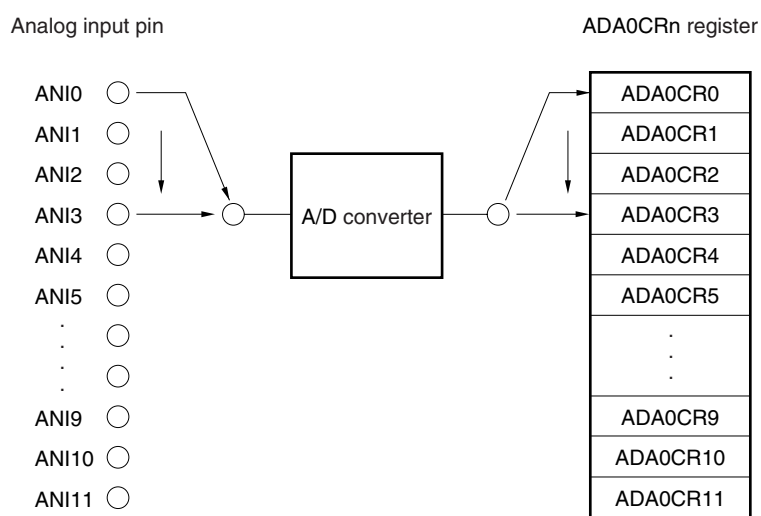 Analog input pin
ADA0CRn register
ANI0
ANI1
ANI2
ANI3
ANI4
ANI5
.
.
.
.
ANI9
ANI10
ANI11
A/D converter
ADA0CR0
ADA0CR1
ADA0CR2
ADA0CR3
ADA0CR4
ADA0CR5
.
.
.
ADA0CR9
ADA0CR10
ADA0CR11